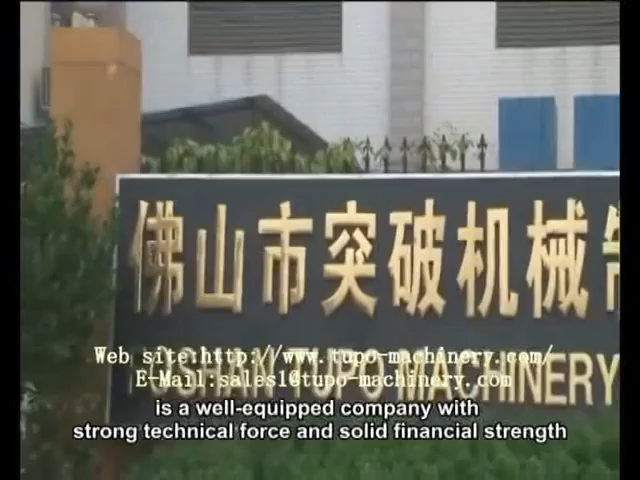 佛山市突破机械制
FOSHAN TUPO MACHINERY
Web site:http://www.tupo-machinery.com/
E-Mail:sales1@tupo-machinery.com
is a well-equipped company with
strong technical force and solid financial strength